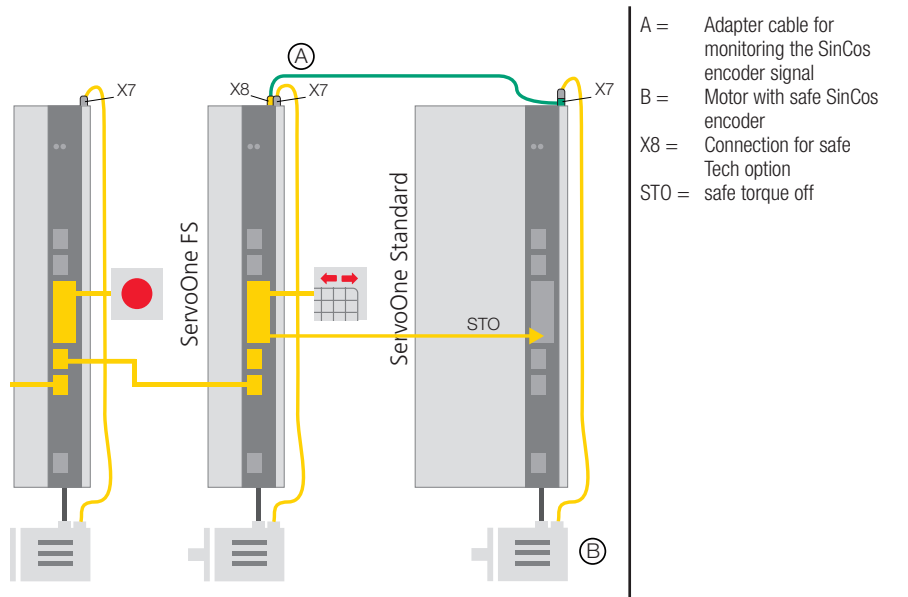 A
X7
X8
X7
X7
ServoOne FS
ServoOne Standard
STO
B
A = Adapter cable for
monitoring the SinCos
encoder signal
B = Motor with safe SinCos
encoder
X8 = Connection for safe
Tech option
STO = safe torque off